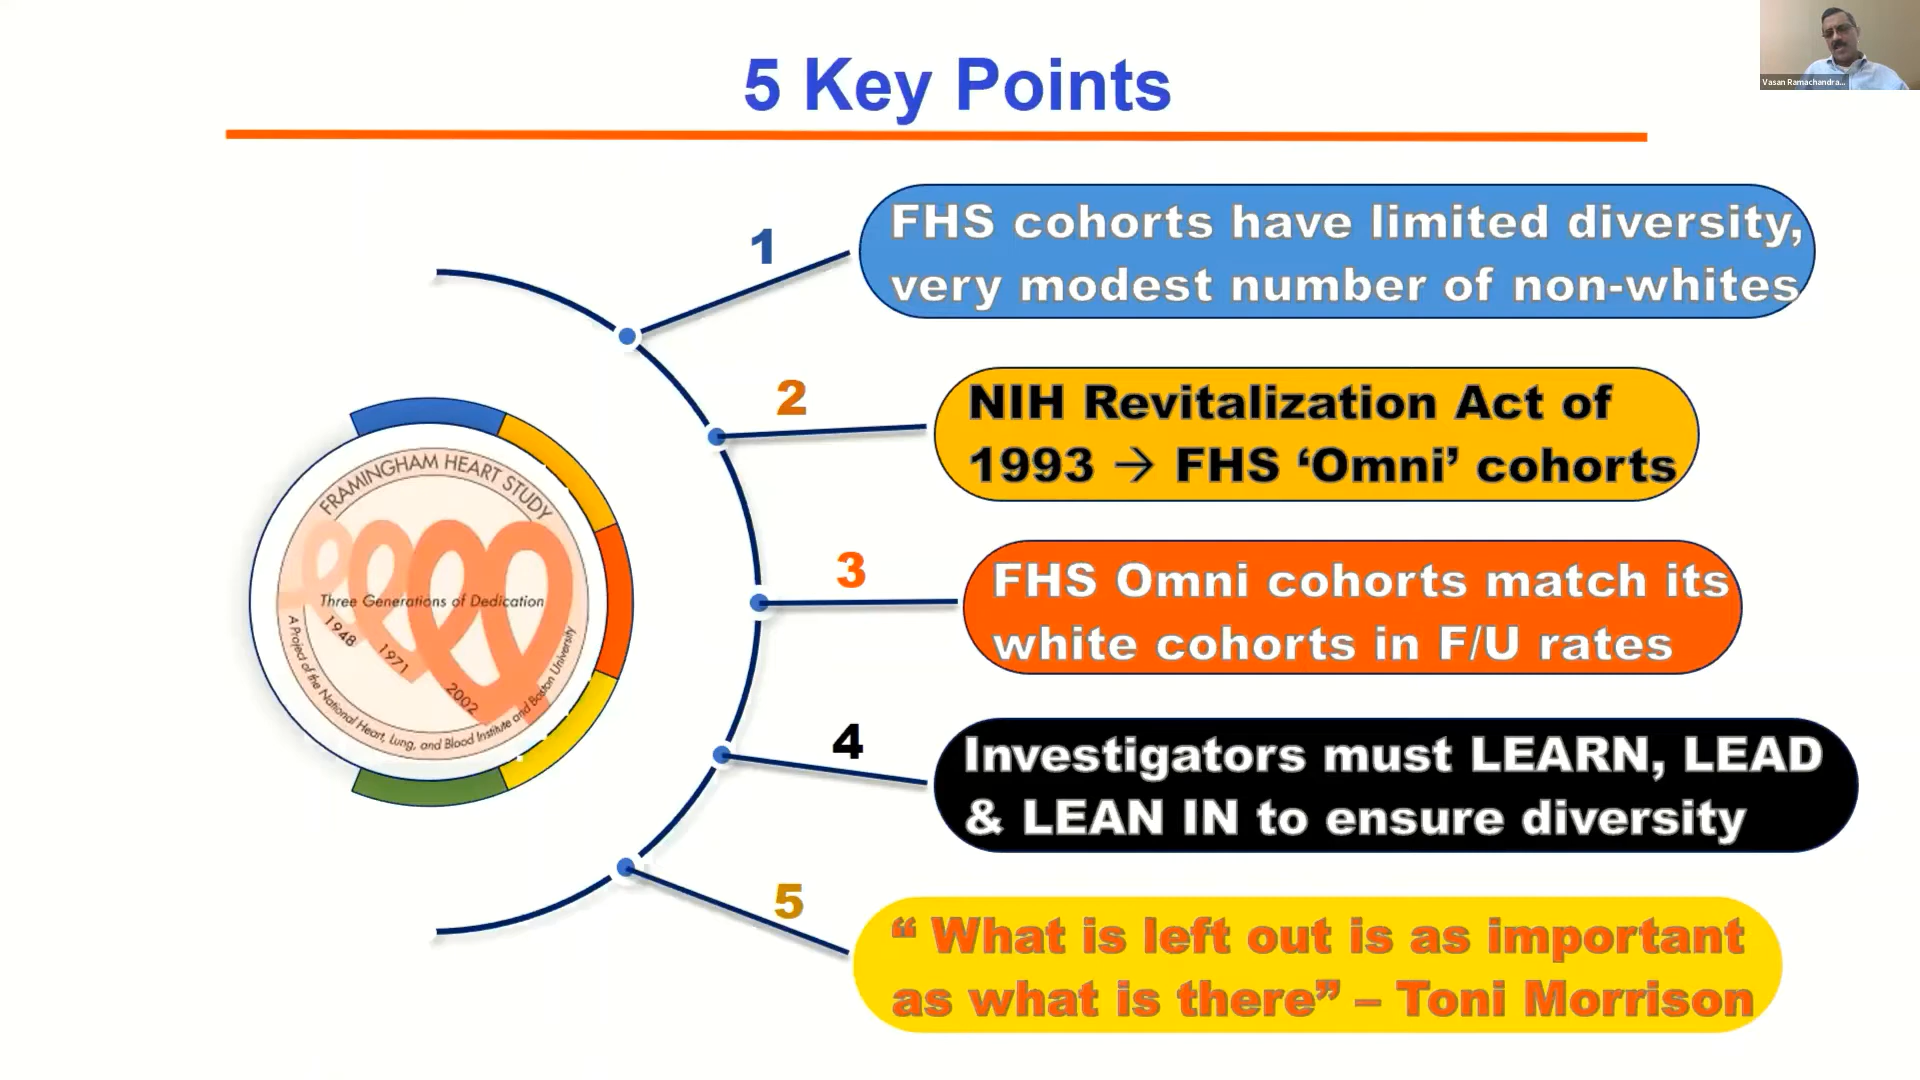 5 Key Points
Vasan Ramachandra...
1
FHS cohorts have limited diversity,
very modest number of non-whites
2
NIH Revitalization Act of
1993 → FHS ‘Omni’ cohorts
3
FHS Omni cohorts match its
white cohorts in F/U rates
4
Investigators must LEARN, LEAD
& LEAN IN to ensure diversity
5
“ What is left out is as important
as what is there” – Toni Morrison
FRAMINGHAM HEART STUDY
Three Generations of Dedication
1948
1971
2002
A Project of the National Heart, Lung, and Blood Institute and Boston University